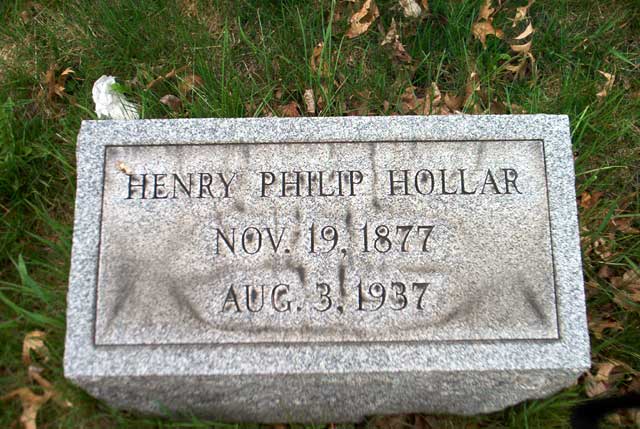 HENRY PHILIP HOLLAR
NOV. 19, 1877
AUG. 3, 1937